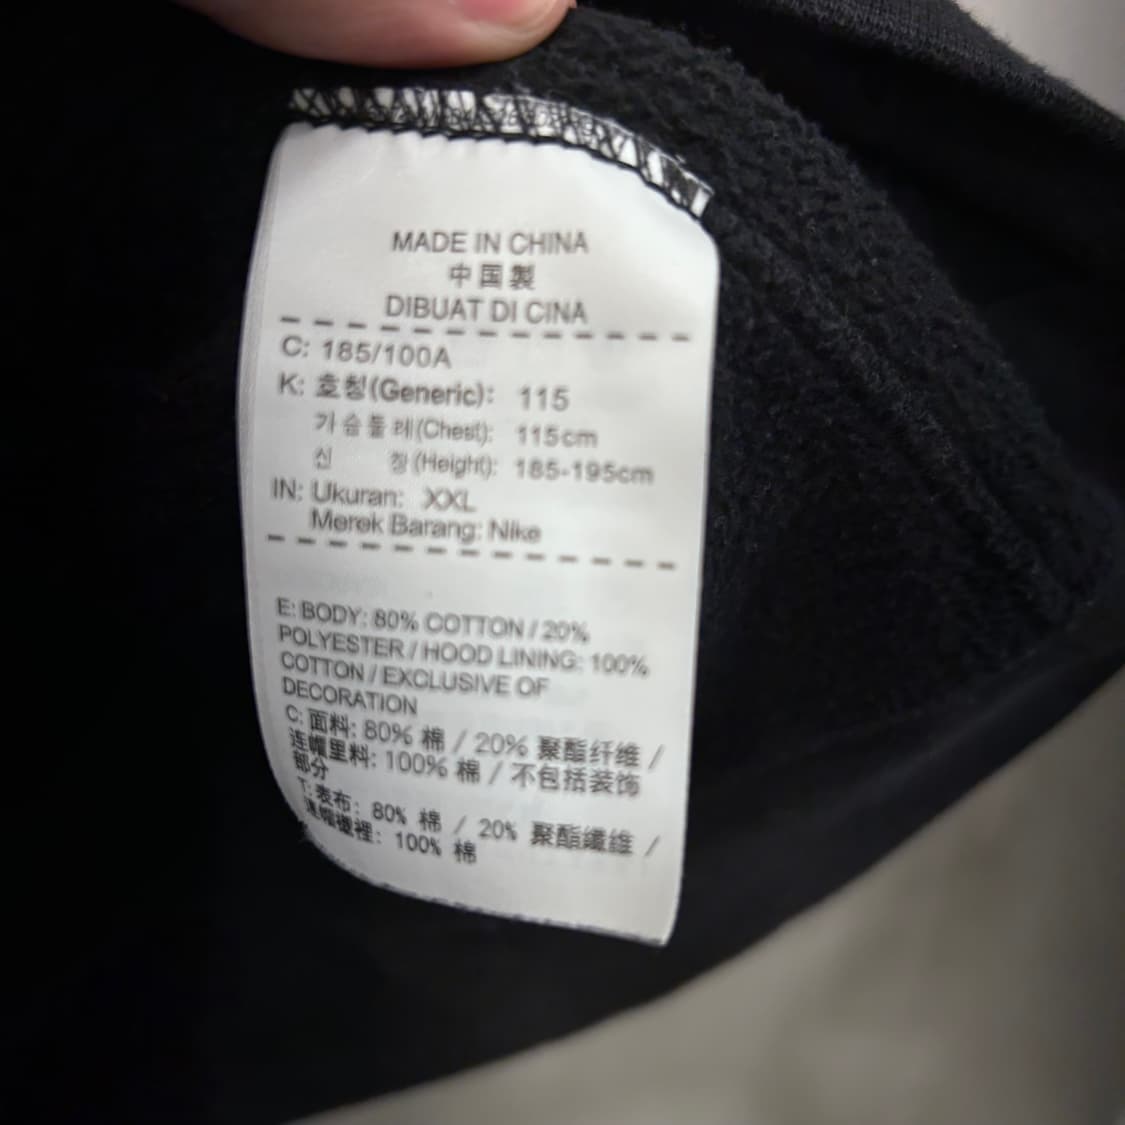 MADE IN CHINA
中国製
DIBUAT DI CINA
C: 185/100A
K: 호칭(Generic): 115
가슴둘레(Chest): 115cm
신 장(Height): 185-195cm
IN: Ukuran: XXL
Merek Barang: Nike
E: BODY: 80% COTTON / 20%
POLYESTER / HOOD LINING: 100%
COTTON / EXCLUSIVE OF
DECORATION
C: 面料: 80% 棉 / 20% 聚酯纤维 /
连帽里料: 100% 棉 / 不包括装饰
部分
T: 表布: 80% 棉 / 20% 聚酯纖維 /
連帽襯裡: 100% 棉